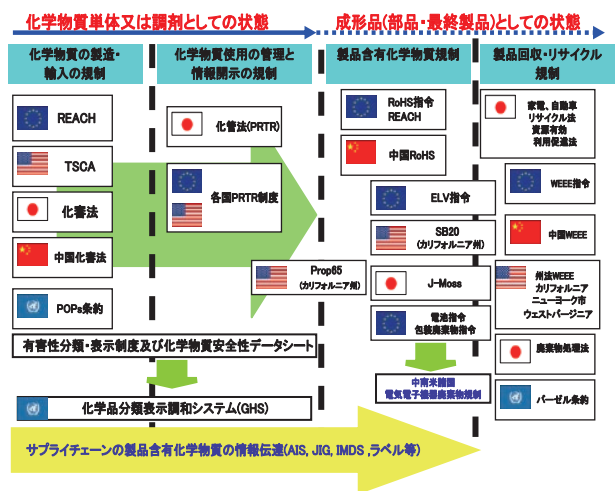 化学物質単体又は調剤としての状態
成形品(部品・最終製品)としての状態
化学物質の製造・
輸入の規制
化学物質使用の管理と
情報開示の規制
製品含有化学物質規制
製品回収・リサイクル
規制
REACH
TSCA
化審法
中国化審法
POPs条約
化管法(PRTR)
各国PRTR制度
Prop65
(カリフォルニア州)
RoHS指令
REACH
中国RoHS
ELV指令
SB20
(カリフォルニア州)
J-Moss
電池指令
包装廃棄物指令
中南米諸国
電気電子機器廃棄物規制
家電、自動車
リサイクル法
資源有効
利用促進法
WEEE指令
中国WEEE
州法WEEE
カリフォルニア
ニューヨーク市
ウェストバージニア
廃棄物処理法
バーゼル条約
有害性分類・表示制度及び化学物質安全性データシート
化学品分類表示調和システム(GHS)
サプライチェーンの製品含有化学物質の情報伝達(AIS, JIG, IMDS ,ラベル等)